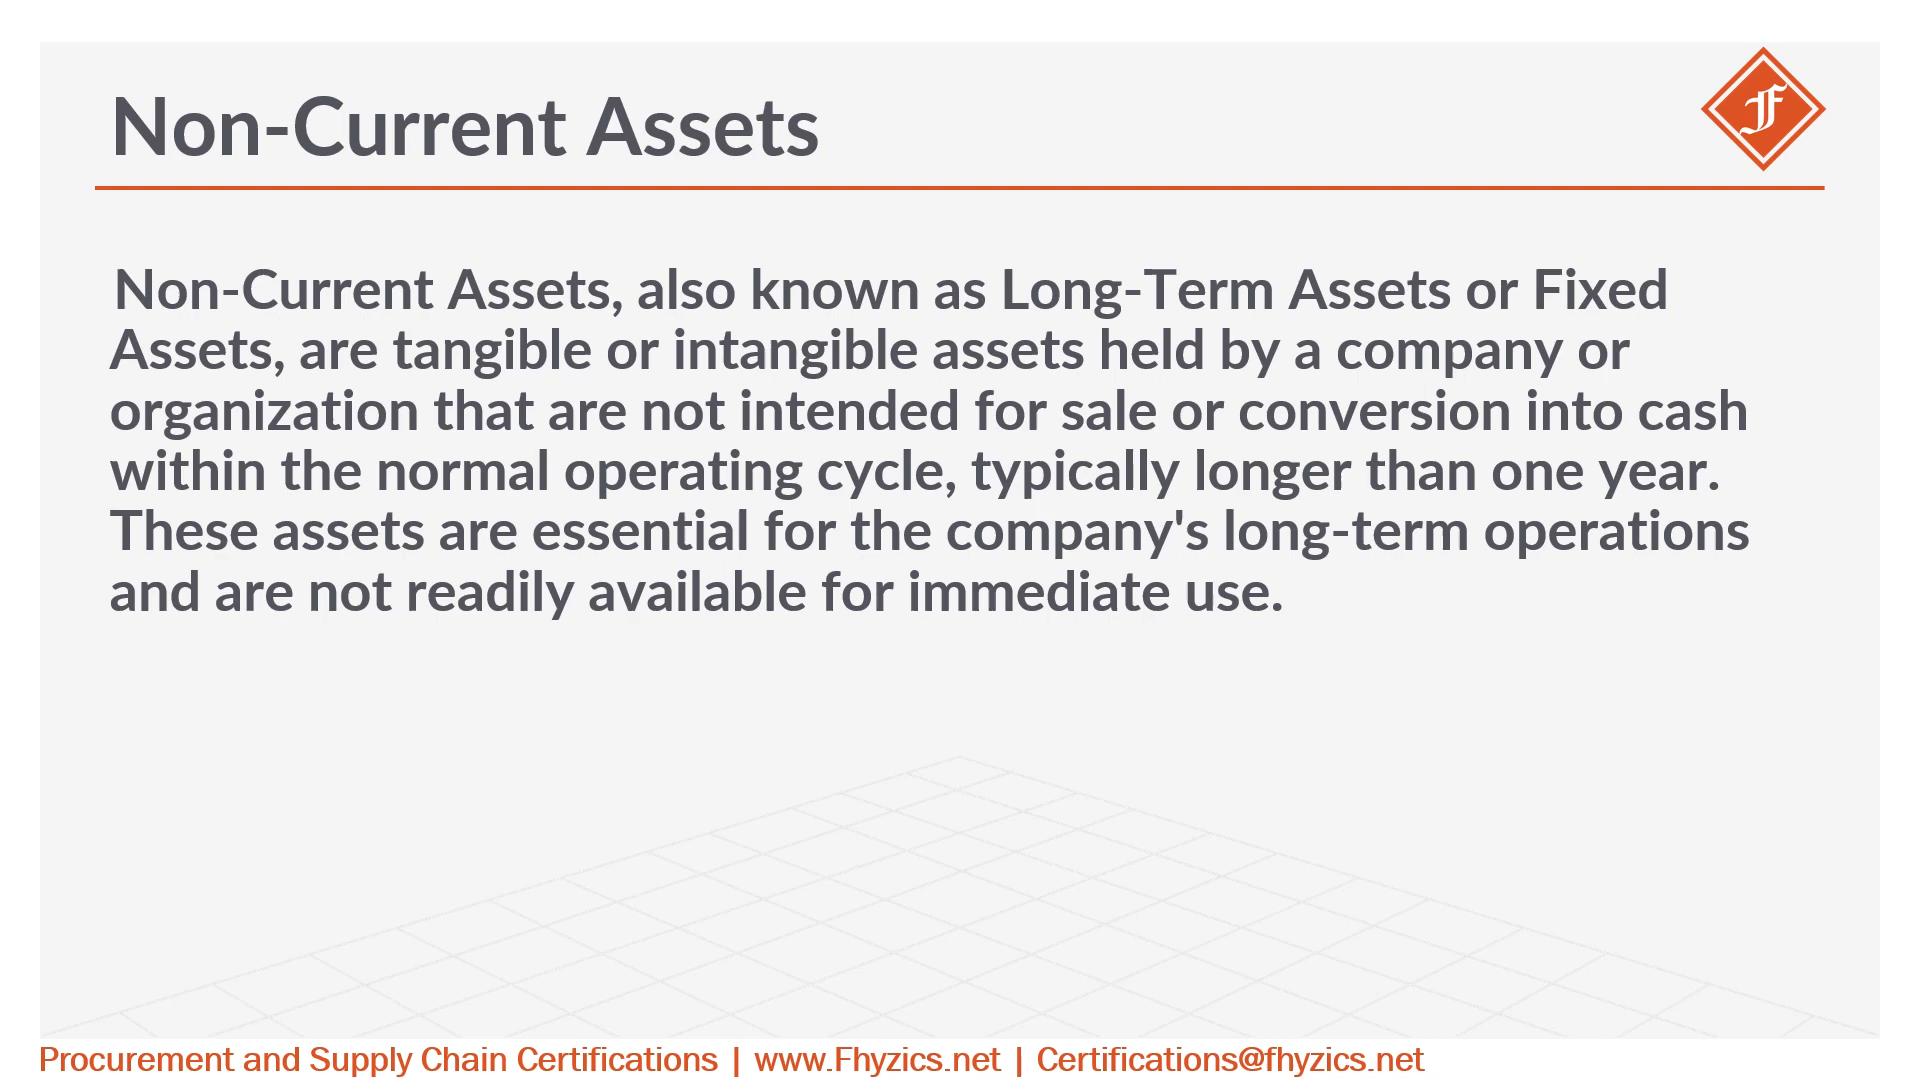 Non-Current Assets
Non-Current Assets, also known as Long-Term Assets or Fixed
Assets, are tangible or intangible assets held by a company or
organization that are not intended for sale or conversion into cash
within the normal operating cycle, typically longer than one year.
These assets are essential for the company's long-term operations
and are not readily available for immediate use.
Procurement and Supply Chain Certifications | www.Fhyzics.net | Certifications@fhyzics.net